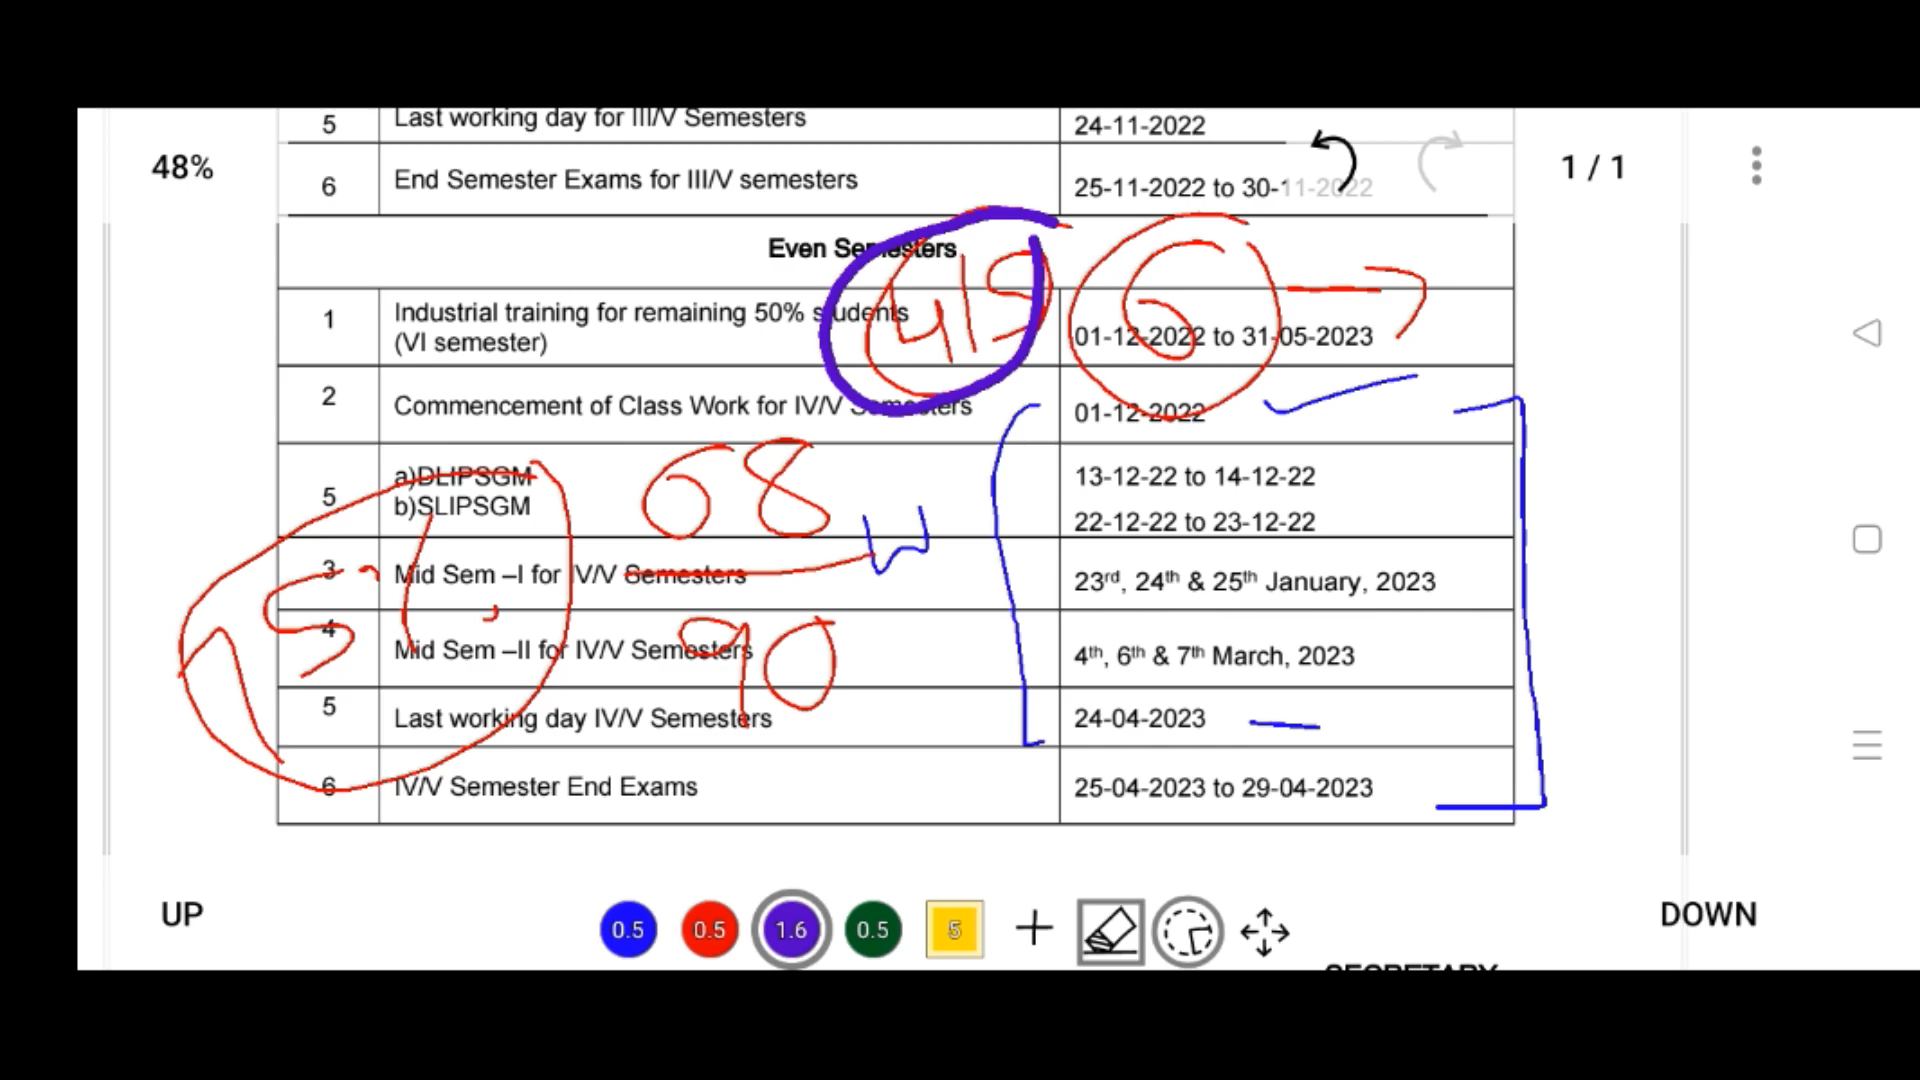 5 Last working day for III/V Semesters 24-11-2022
48% 1 / 1
6 End Semester Exams for III/V semesters 25-11-2022 to 30-11-2022
Even Semesters
4/5 6
1 Industrial training for remaining 50% students
(VI semester) 01-12-2022 to 31-05-2023
2 Commencement of Class Work for IV/V Semesters 01-12-2022
5 a)DLIPSGM 13-12-22 to 14-12-22
b)SLIPSGM 22-12-22 to 23-12-22
68
3 Mid Sem –I for IV/V Semesters 23rd, 24th & 25th January, 2023
4 Mid Sem –II for IV/V Semesters 4th, 6th & 7th March, 2023
90
5 Last working day IV/V Semesters 24-04-2023
6 IV/V Semester End Exams 25-04-2023 to 29-04-2023
UP 0.5 0.5 1.6 0.5 5 DOWN
SECRETARY